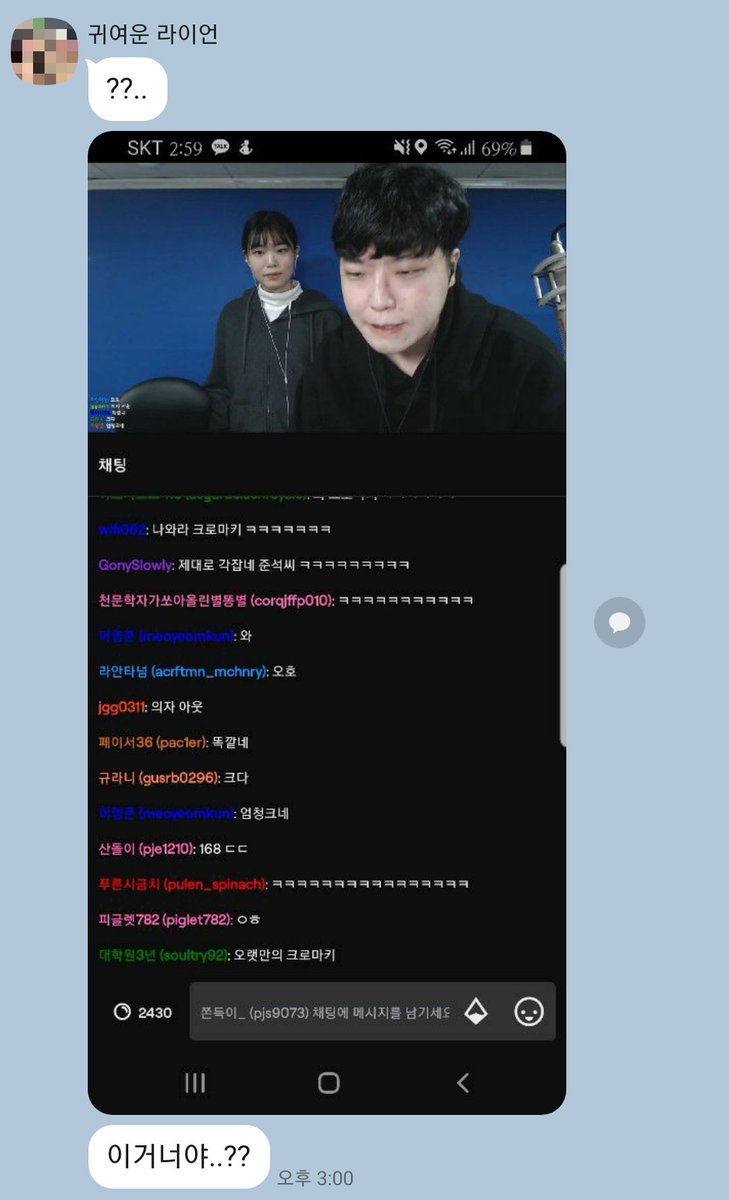 귀여운 라이언
??..
SKT 2:59 TALK 69%
채팅
wifi062: 나와라 크로마키 ㅋㅋㅋㅋㅋㅋㅋ
GonySlowly: 제대로 각잡네 준석씨 ㅋㅋㅋㅋㅋㅋㅋㅋㅋ
천문학자가쏘아올린별똥별 (corqjffp010): ㅋㅋㅋㅋㅋㅋㅋㅋㅋㅋㅋ
머염쿤 (meoyeomkun): 와
라안타넘 (acrftmn_mchnry): 오호
jgg0311: 의자 아웃
페이서36 (pac1er): 똑깔네
규라니 (gusrb0296): 크다
머염쿤 (meoyeomkun): 엄청크네
산돌이 (pje1210): 168 ㄷㄷ
푸른시금치 (pulen_spinach): ㅋㅋㅋㅋㅋㅋㅋㅋㅋㅋㅋㅋㅋㅋㅋㅋ
피글렛782 (piglet782): ㅇㅎ
대학원3년 (soultry92): 오랫만의 크로마키
2430 쫀득이_ (pjs9073) 채팅에 메시지를 남기세요
이거너야..??
오후 3:00